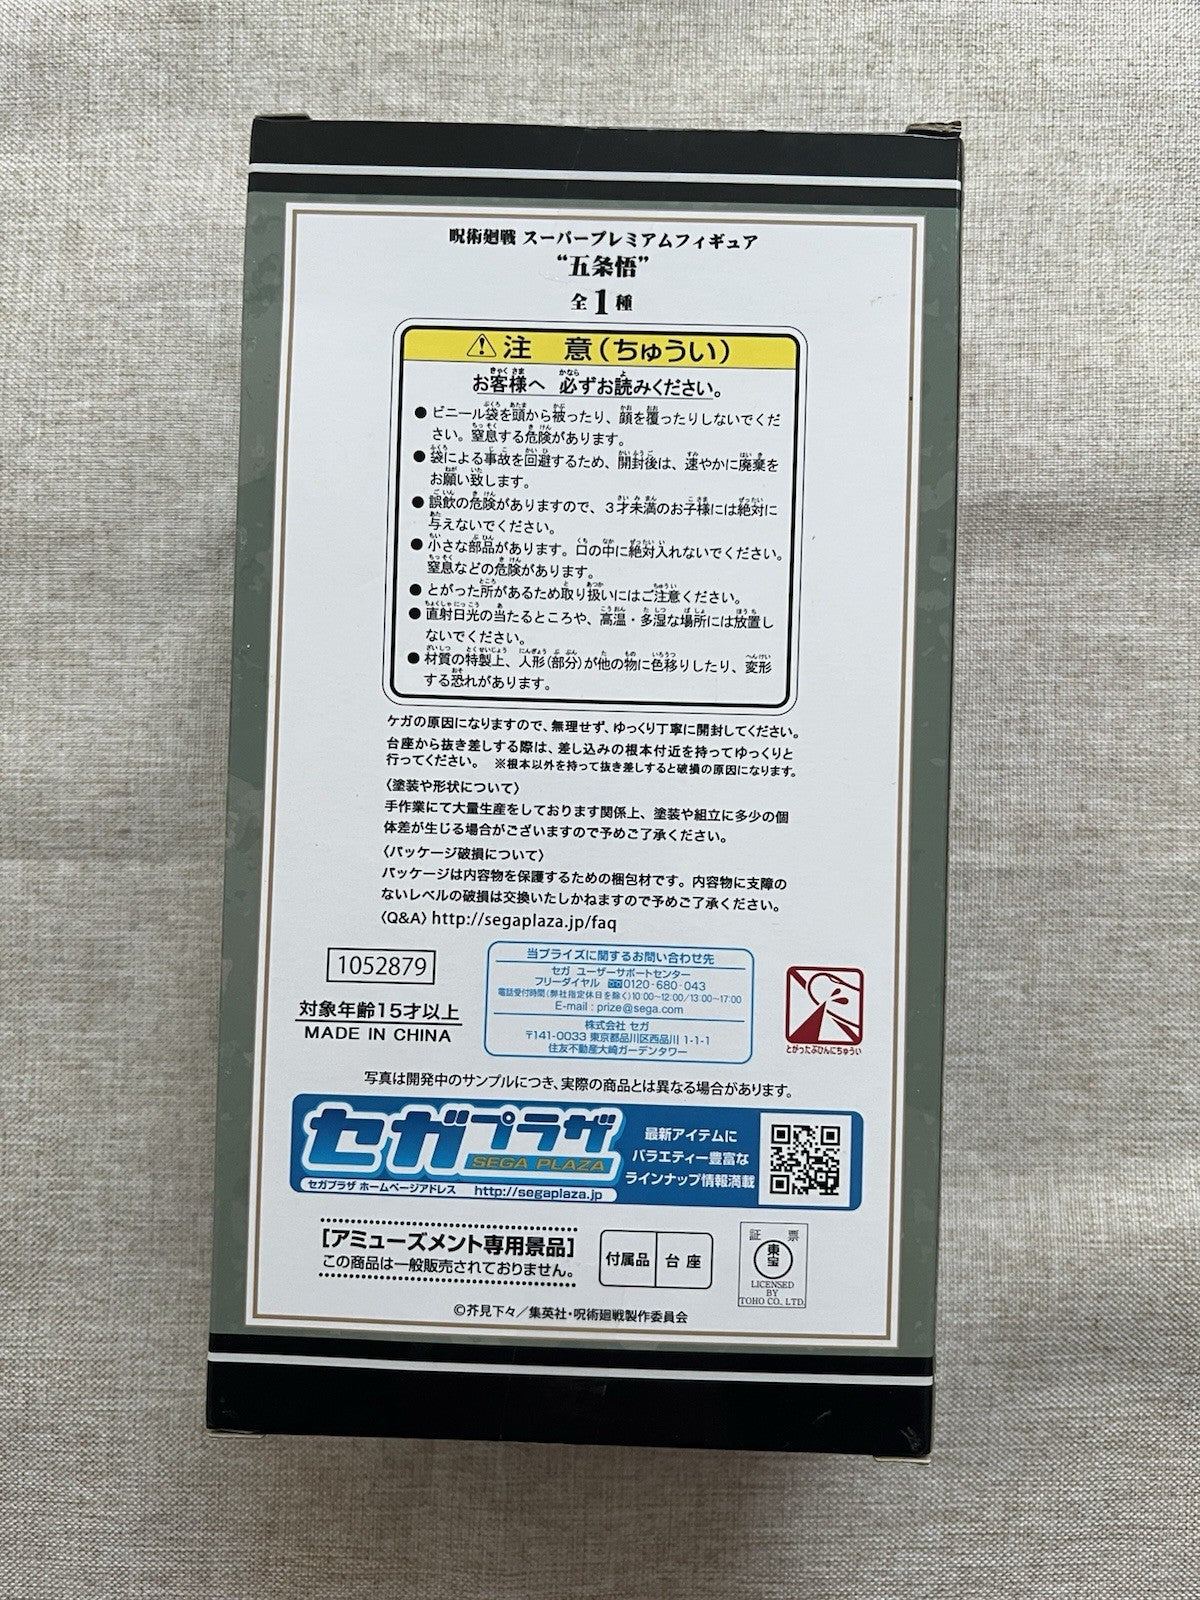 呪術廻戦 スーパープレミアムフィギュア
“五条悟”
全1種
⚠注 意(ちゅうい)
お客様へ 必ずお読みください。
●ビニール袋を頭から被ったり、顔を覆ったりしないでくだ
さい。窒息する危険があります。
●袋による事故を回避するため、開封後は、速やかに廃棄を
お願い致します。
●誤飲の危険がありますので、3才未満のお子様には絶対に
与えないでください。
●小さな部品があります。口の中に絶対入れないでください。
窒息などの危険があります。
●とがった所があるため取り扱いにはご注意ください。
●直射日光の当たるところや、高温・多湿な場所には放置し
ないでください。
●材質の特製上、人形(部分)が他の物に色移りしたり、変形
する恐れがあります。
ケガの原因になりますので、無理せず、ゆっくり丁寧に開封してください。
台座から抜き差しする際は、差し込みの根本付近を持ってゆっくりと
行ってください。 ※根本以外を持って抜き差しすると破損の原因になります。
〈塗装や形状について〉
手作業にて大量生産をしております関係上、塗装や組立に多少の個
体差が生じる場合がございますので予めご了承ください。
〈パッケージ破損について〉
パッケージは内容物を保護するための梱包材です。内容物に支障の
ないレベルの破損は交換いたしかねますので予めご了承ください。
〈Q&A〉http://segaplaza.jp/faq
1052879
対象年齢15才以上
MADE IN CHINA
当プライズに関するお問い合わせ先
セガ ユーザーサポートセンター
フリーダイヤル 0120-680-043
電話受付時間(弊社指定休日を除く)10:00~12:00/13:00~17:00
E-mail : prize@sega.com
株式会社 セガ
〒141-0033 東京都品川区西品川 1-1-1
住友不動産大崎ガーデンタワー
とがったぶひんにちゅうい
写真は開発中のサンプルにつき、実際の商品とは異なる場合があります。
セガプラザ
SEGA PLAZA
セガプラザ ホームページアドレス http://segaplaza.jp
最新アイテムに
バラエティー豊富な
ラインナップ情報満載
[アミューズメント専用景品]
この商品は一般販売されておりません。
付属品 台座
証票
東宝
LICENSED
BY
TOHO CO., LTD.
©芥見下々／集英社・呪術廻戦製作委員会